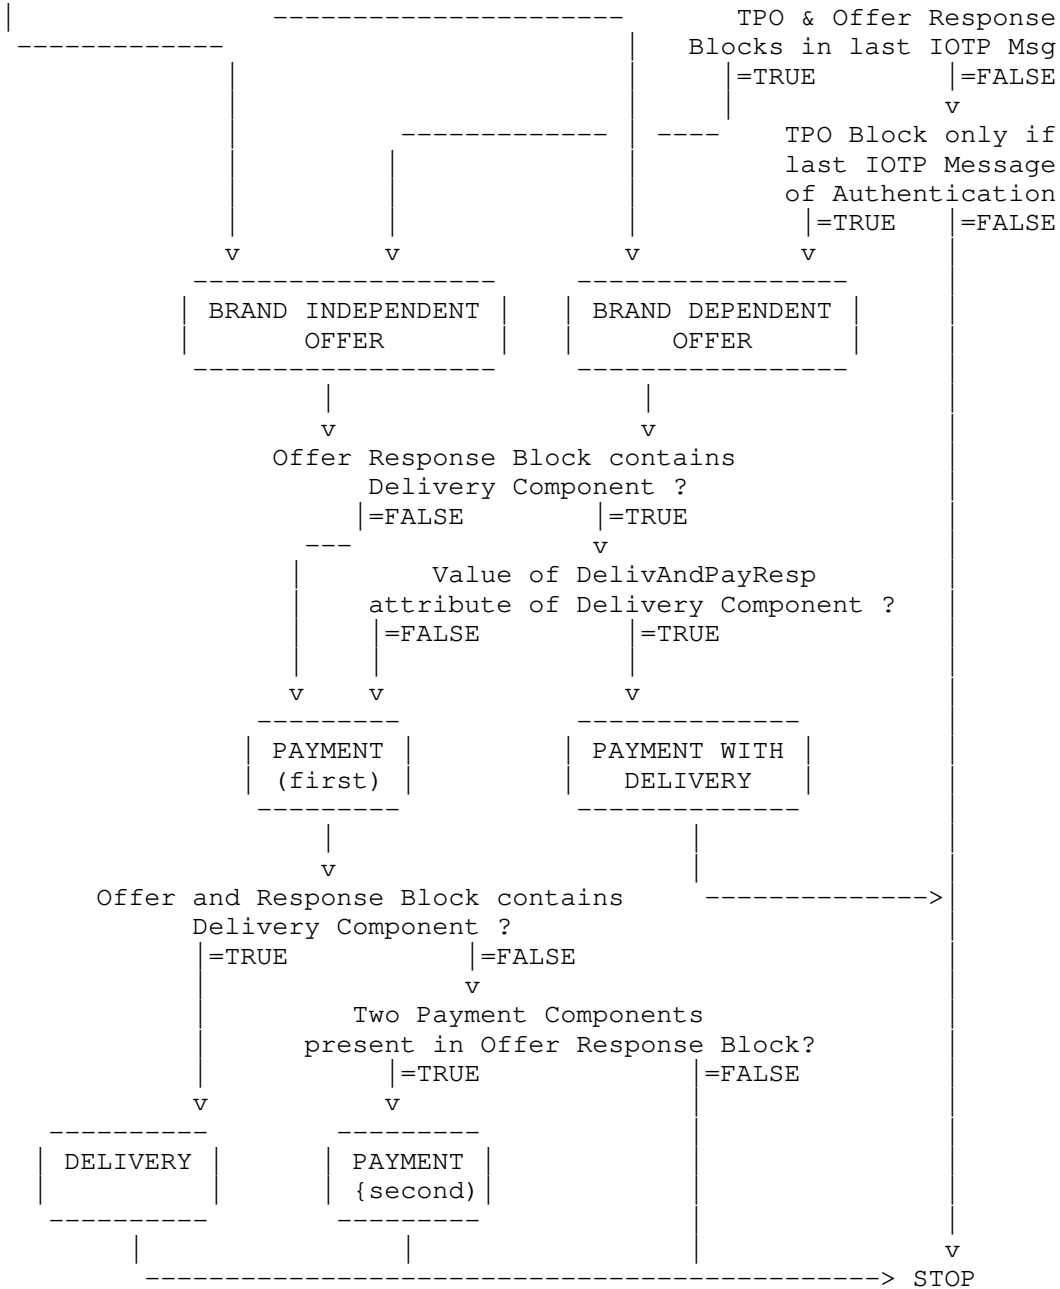 TPO & Offer Response
Blocks in last IOTP Msg
=TRUE =FALSE
v
TPO Block only if
last IOTP Message
of Authentication
=TRUE =FALSE
v v v v
BRAND INDEPENDENT BRAND DEPENDENT
OFFER OFFER
v v
Offer Response Block contains
Delivery Component ?
=FALSE =TRUE
v
Value of DelivAndPayResp
attribute of Delivery Component ?
=FALSE =TRUE
v v v
PAYMENT PAYMENT WITH
(first) DELIVERY
v
Offer and Response Block contains
Delivery Component ?
=TRUE =FALSE
v
Two Payment Components
present in Offer Response Block?
=TRUE =FALSE
v v
DELIVERY PAYMENT
{second)
v
STOP